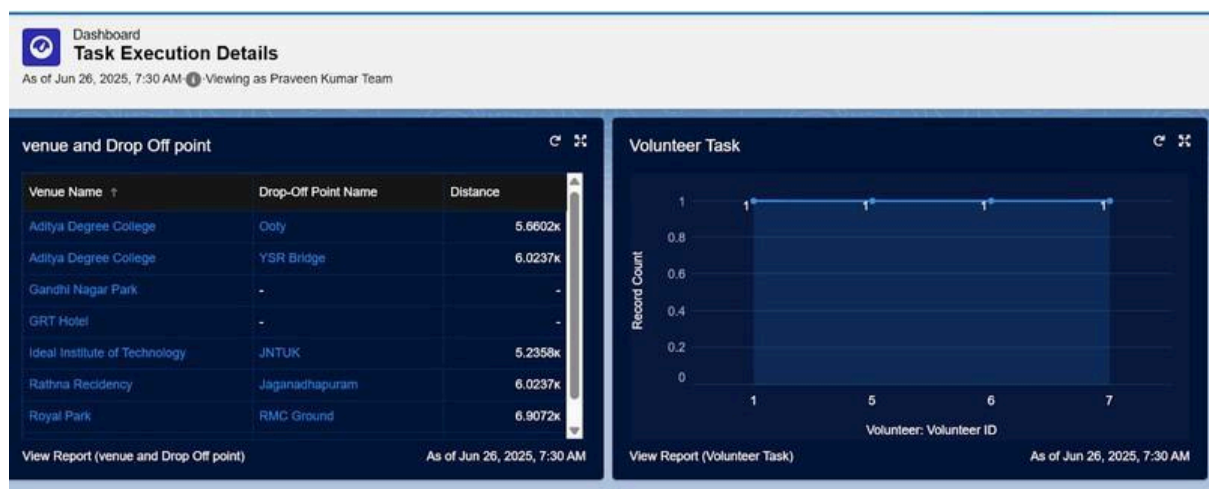 Dashboard
Task Execution Details
As of Jun 26, 2025, 7:30 AM Viewing as Praveen Kumar Team
venue and Drop Off point
Venue Name ↑ Drop-Off Point Name Distance
Aditya Degree College Ooty 5.6602K
Aditya Degree College YSR Bridge 6.0237K
Gandhi Nagar Park - -
GRT Hotel - -
Ideal Institute of Technology JNTUK 5.2358K
Rathna Recidency Jaganadhapuram 6.0237K
Royal Park RMC Ground 6.9072K
View Report (venue and Drop Off point) As of Jun 26, 2025, 7:30 AM
Volunteer Task
Record Count
1
0.8
0.6
0.4
0.2
0
1 1 1 1
1 5 6 7
Volunteer: Volunteer ID
View Report (Volunteer Task) As of Jun 26, 2025, 7:30 AM